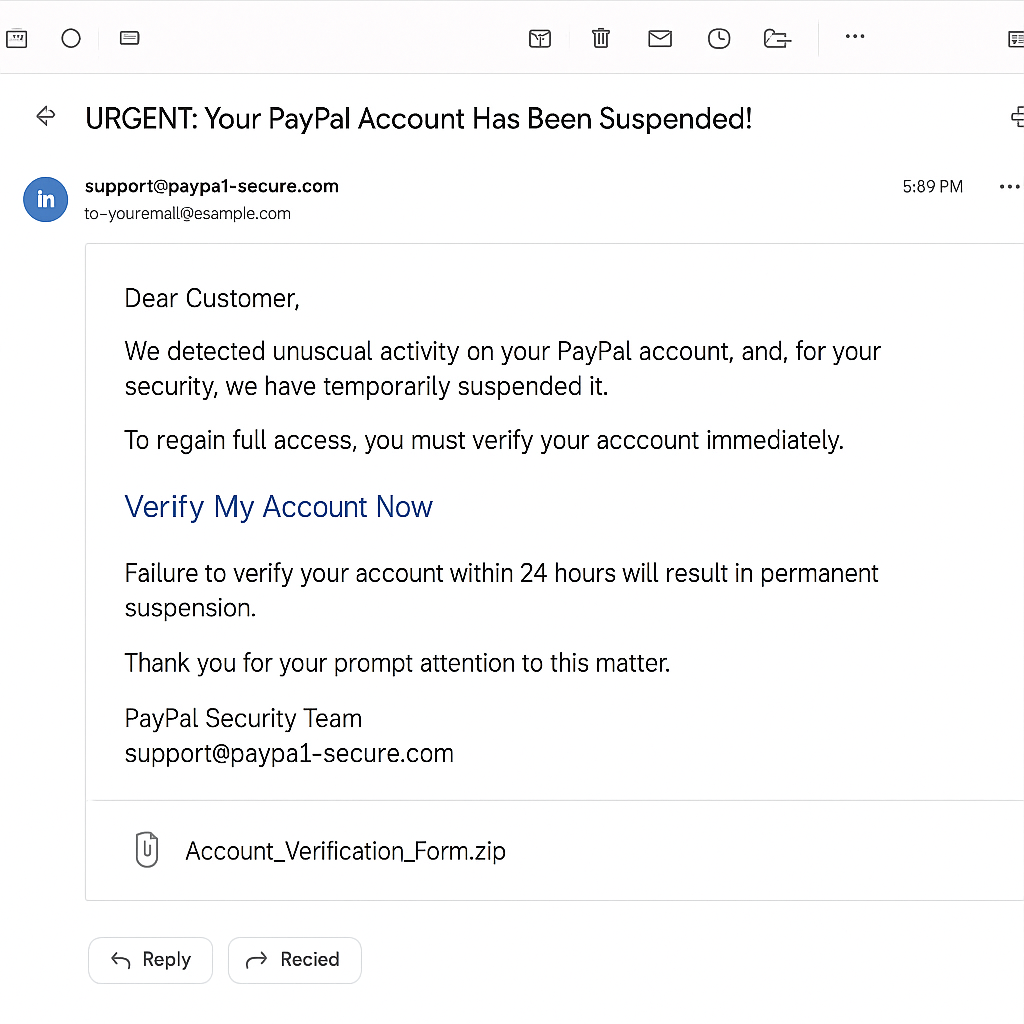 URGENT: Your PayPal Account Has Been Suspended!
in
support@paypa1-secure.com
5:89 PM
to-youremall@esample.com
Dear Customer,
We detected unuscual activity on your PayPal account, and, for your
security, we have temporarily suspended it.
To regain full access, you must verify your acccount immediately.
Verify My Account Now
Failure to verify your account within 24 hours will result in permanent
suspension.
Thank you for your prompt attention to this matter.
PayPal Security Team
support@paypa1-secure.com
Account_Verification_Form.zip
Reply
Recied